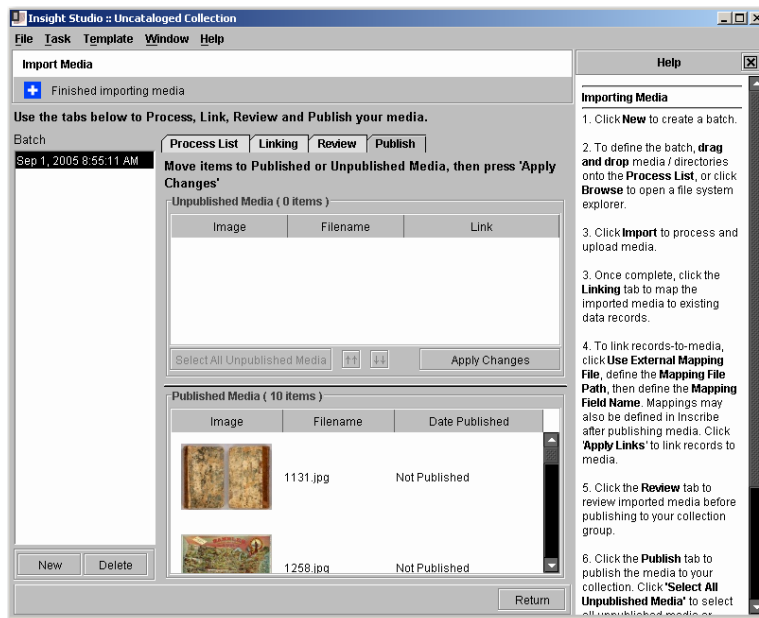 Insight Studio :: Uncataloged Collection
File Task Template Window Help
Import Media
Finished importing media
Use the tabs below to Process, Link, Review and Publish your media.
Batch
Sep 1, 2005 8:55:11 AM
New Delete
Process List Linking Review Publish
Move items to Published or Unpublished Media, then press 'Apply
Changes'
Unpublished Media ( 0 items )
Image Filename Link
Select All Unpublished Media Apply Changes
Published Media ( 10 items )
Image Filename Date Published
1131.jpg Not Published
1258.jpg Not Published
Return
Help
Importing Media
1. Click New to create a batch.
2. To define the batch, drag
and drop media / directories
onto the Process List, or click
Browse to open a file system
explorer.
3. Click Import to process and
upload media.
3. Once complete, click the
Linking tab to map the
imported media to existing
data records.
4. To link records-to-media,
click Use External Mapping
File, define the Mapping File
Path, then define the Mapping
Field Name. Mappings may
also be defined in Inscribe
after publishing media. Click
'Apply Links' to link records to
media.
5. Click the Review tab to
review imported media before
publishing to your collection
group.
6. Click the Publish tab to
publish the media to your
collection. Click 'Select All
Unpublished Media' to select
all unpublished media or